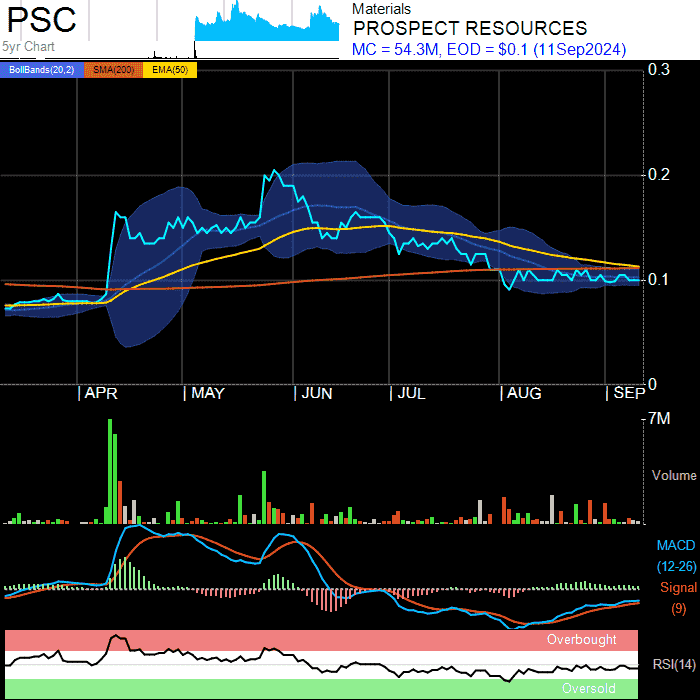 PSC
5yr Chart
Materials
PROSPECT RESOURCES
MC = 54.3M, EOD = $0.1 (11Sep2024)
BollBands(20,2) SMA(200) EMA(50)
0.3
0.2
0.1
0
APR MAY JUN JUL AUG SEP
7M
Volume
MACD
(12-26)
Signal
(9)
Overbought
RSI(14)
Oversold